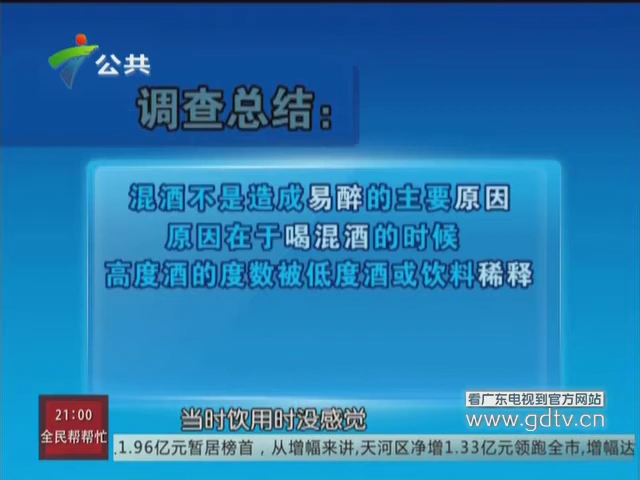 公共
调查总结：
混酒不是造成易醉的主要原因
原因在于喝混酒的时候
高度酒的度数被低度酒或饮料稀释
看广东电视到官方网站
www.gdtv.cn
21:00
全民帮帮忙
当时饮用时没感觉
1.96亿元暂居榜首，从增幅来讲,天河区净增1.33亿元领跑全市,增幅达